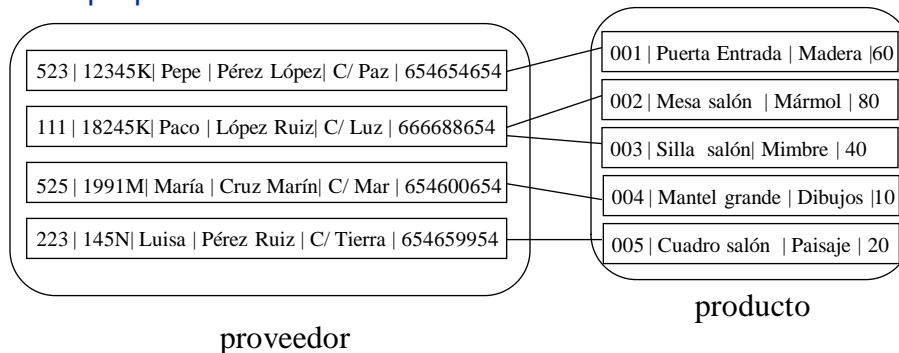 523 | 12345K| Pepe | Pérez López| C/ Paz | 654654654
111 | 18245K| Paco | López Ruiz| C/ Luz | 666688654
525 | 1991M| María | Cruz Marín| C/ Mar | 654600654
223 | 145N| Luisa | Pérez Ruiz | C/ Tierra | 654659954
proveedor
001 | Puerta Entrada | Madera |60
002 | Mesa salón | Mármol | 80
003 | Silla salón| Mimbre | 40
004 | Mantel grande | Dibujos |10
005 | Cuadro salón | Paisaje | 20
producto